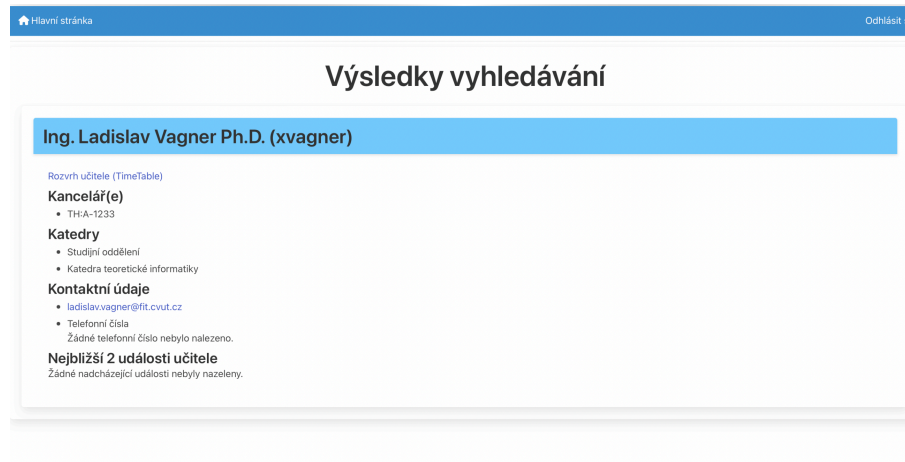 Hlavní stránka
Odhlásit
Výsledky vyhledávání
Ing. Ladislav Vagner Ph.D. (xvagner)
Rozvrh učitele (TimeTable)
Kancelář(e)
TH:A-1233
Katedry
Studijní oddělení
Katedra teoretické informatiky
Kontaktní údaje
ladislav.vagner@fit.cvut.cz
Telefonní čísla
Žádné telefonní číslo nebylo nalezeno.
Nejbližší 2 události učitele
Žádné nadcházející události nebyly nazeleny.